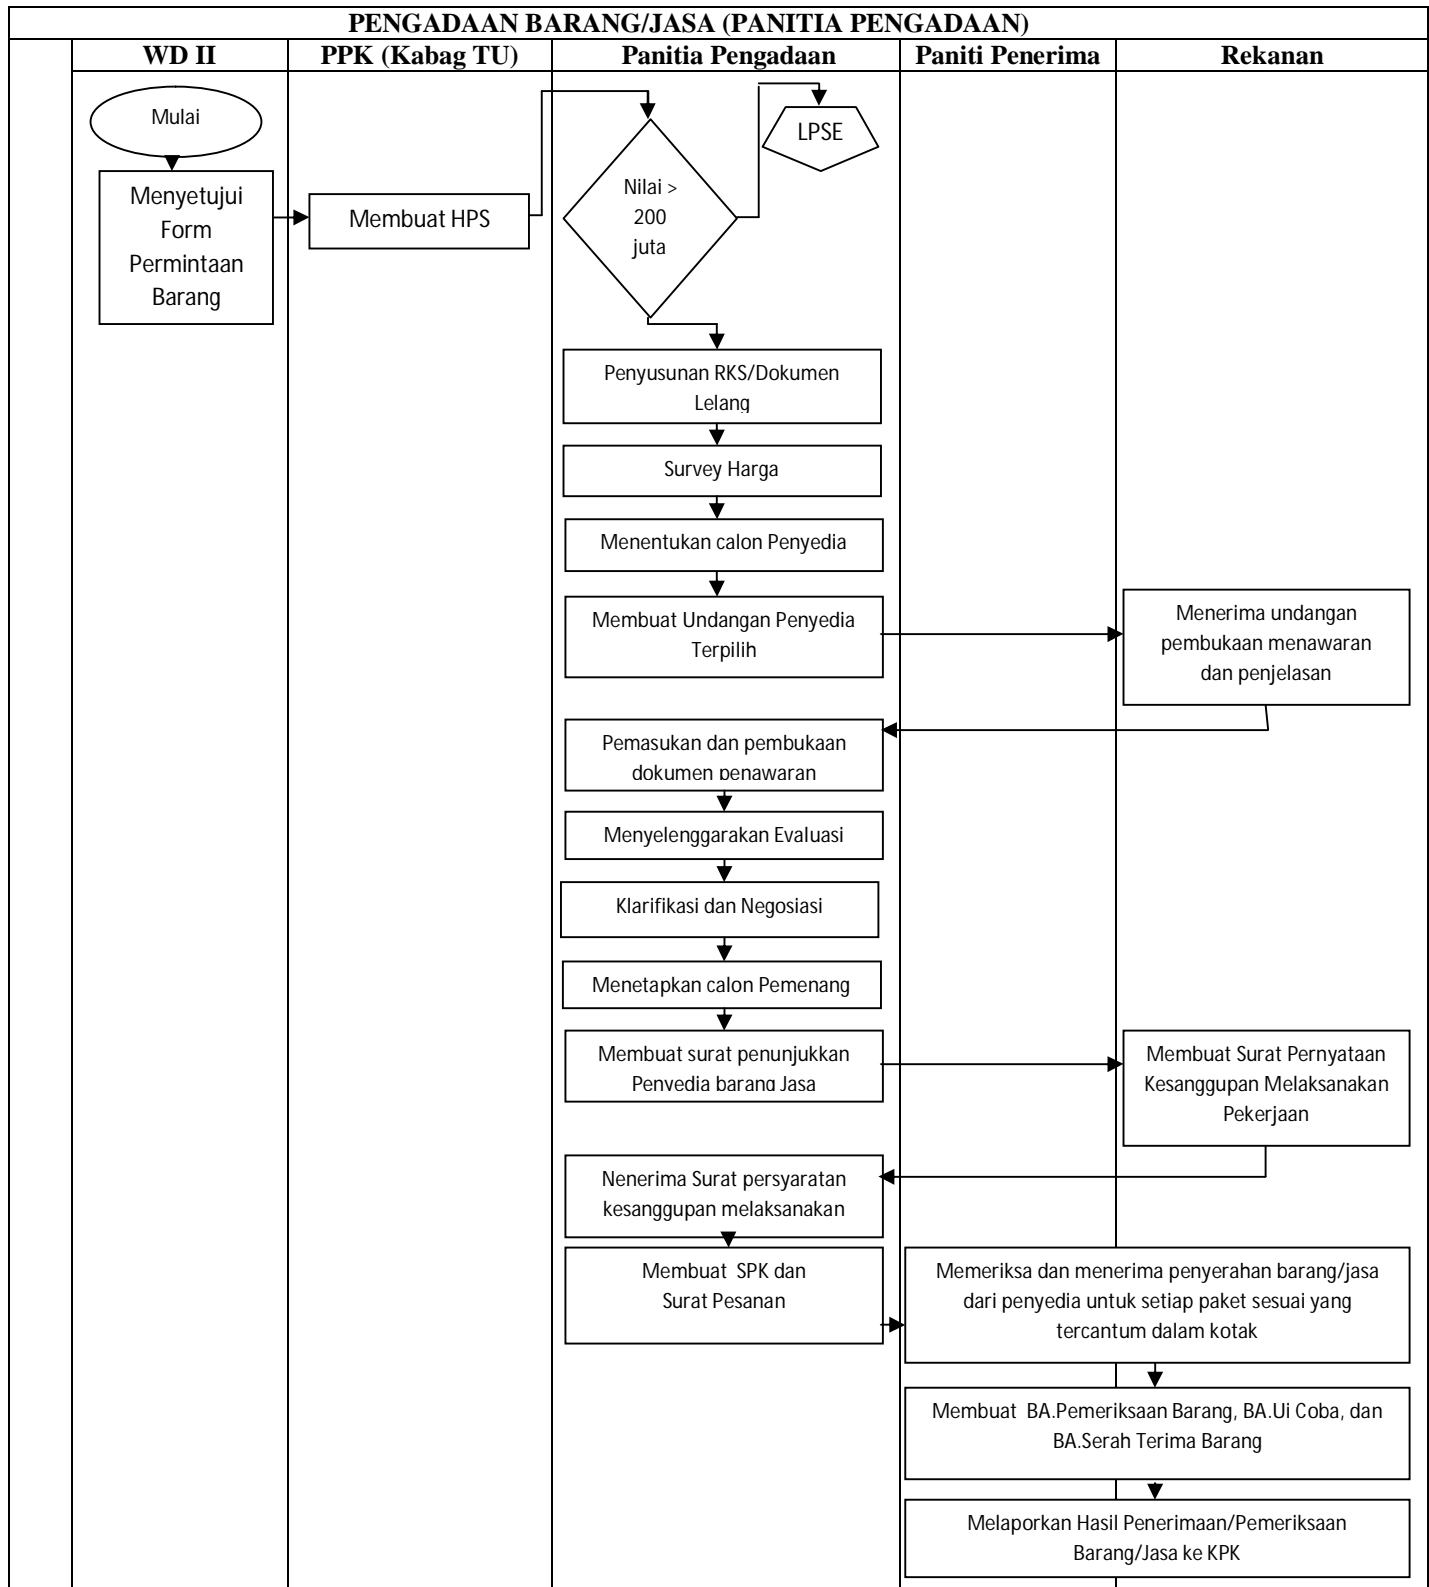 PENGADAAN BARANG/JASA (PANITIA PENGADAAN)
WD II
PPK (Kabag TU)
Panitia Pengadaan
Paniti Penerima
Rekanan
Mulai
LPSE
Menyetujui
Form
Permintaan
Barang
Membuat HPS
Nilai >
200
juta
Penyusunan RKS/Dokumen
Lelang
Survey Harga
Menentukan calon Penyedia
Membuat Undangan Penyedia
Terpilih
Menerima undangan
pembukaan menawaran
dan penjelasan
Pemasukan dan pembukaan
dokumen penawaran
Menyelenggarakan Evaluasi
Klarifikasi dan Negosiasi
Menetapkan calon Pemenang
Membuat surat penunjukkan
Penyedia barang Jasa
Membuat Surat Pernyataan
Kesanggupan Melaksanakan
Pekerjaan
Nenerima Surat persyaratan
kesanggupan melaksanakan
Membuat SPK dan
Surat Pesanan
Memeriksa dan menerima penyerahan barang/jasa
dari penyedia untuk setiap paket sesuai yang
tercantum dalam kotak
Membuat BA.Pemeriksaan Barang, BA.Ui Coba, dan
BA.Serah Terima Barang
Melaporkan Hasil Penerimaan/Pemeriksaan
Barang/Jasa ke KPK